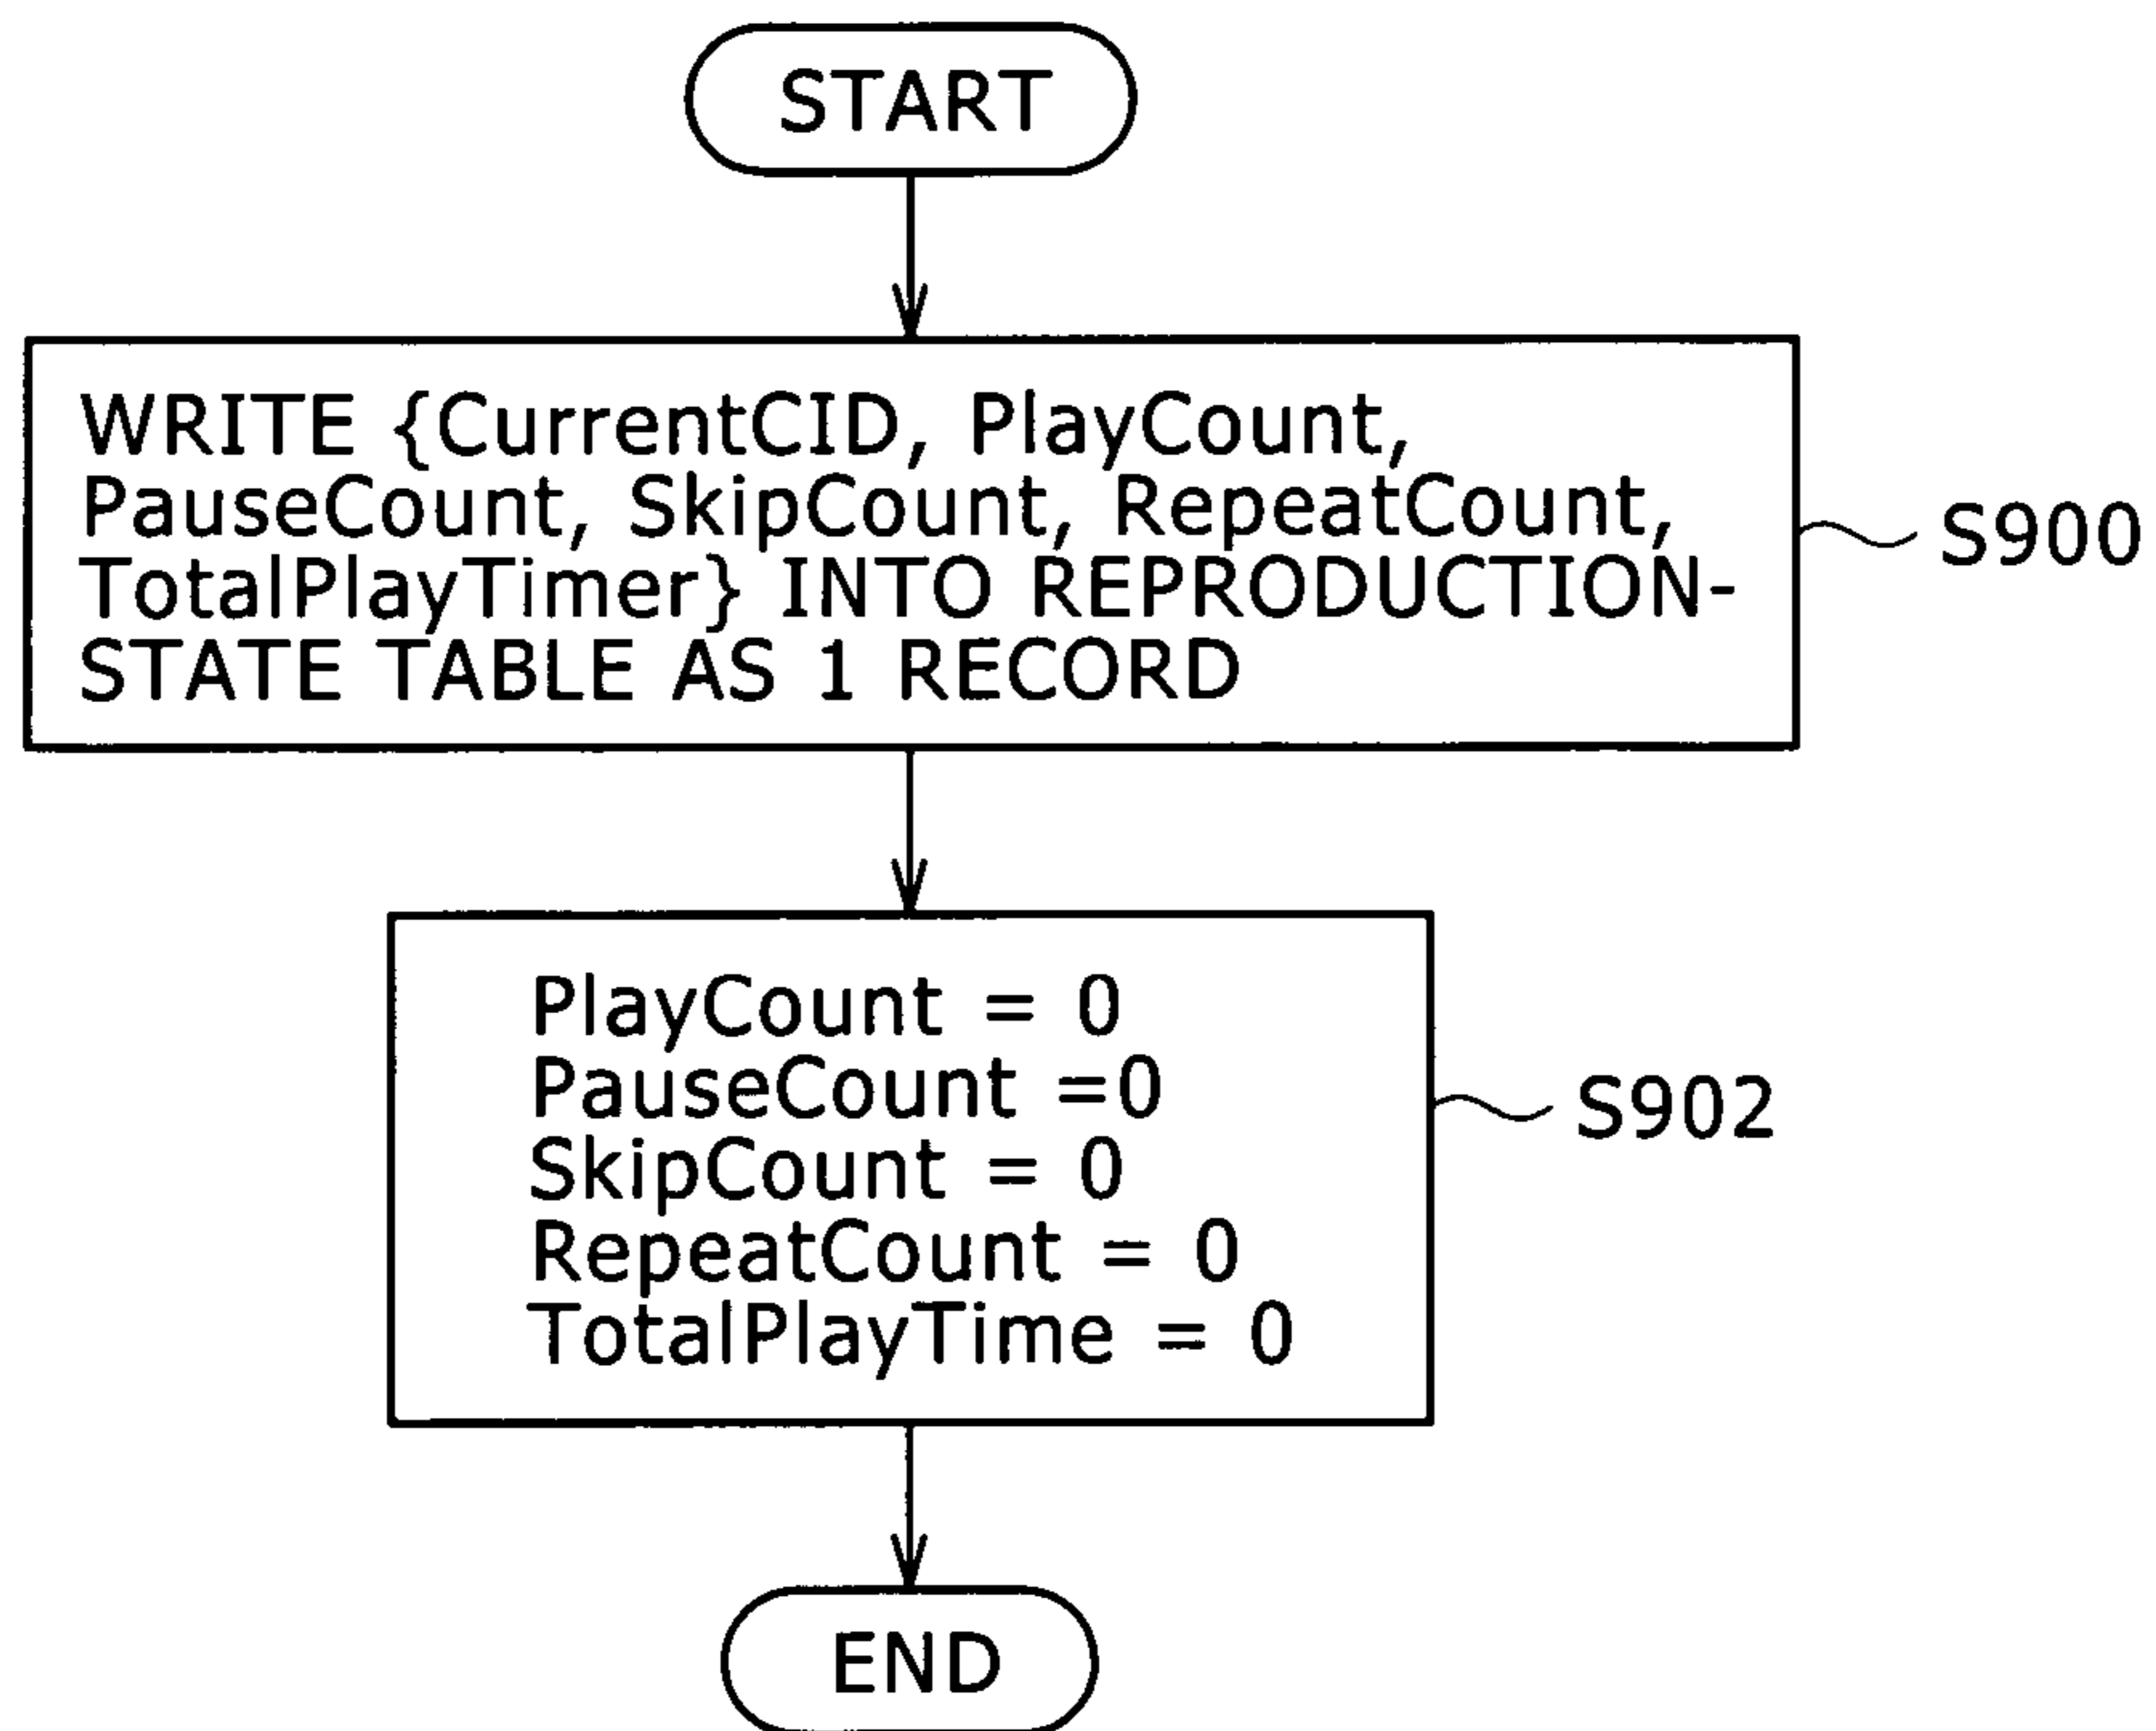 START
WRITE {CurrentCID, PlayCount,
PauseCount, SkipCount, RepeatCount,
TotalPlayTimer} INTO REPRODUCTION-
STATE TABLE AS 1 RECORD
S900
PlayCount = 0
PauseCount =0
SkipCount = 0
RepeatCount = 0
TotalPlayTime = 0
S902
END